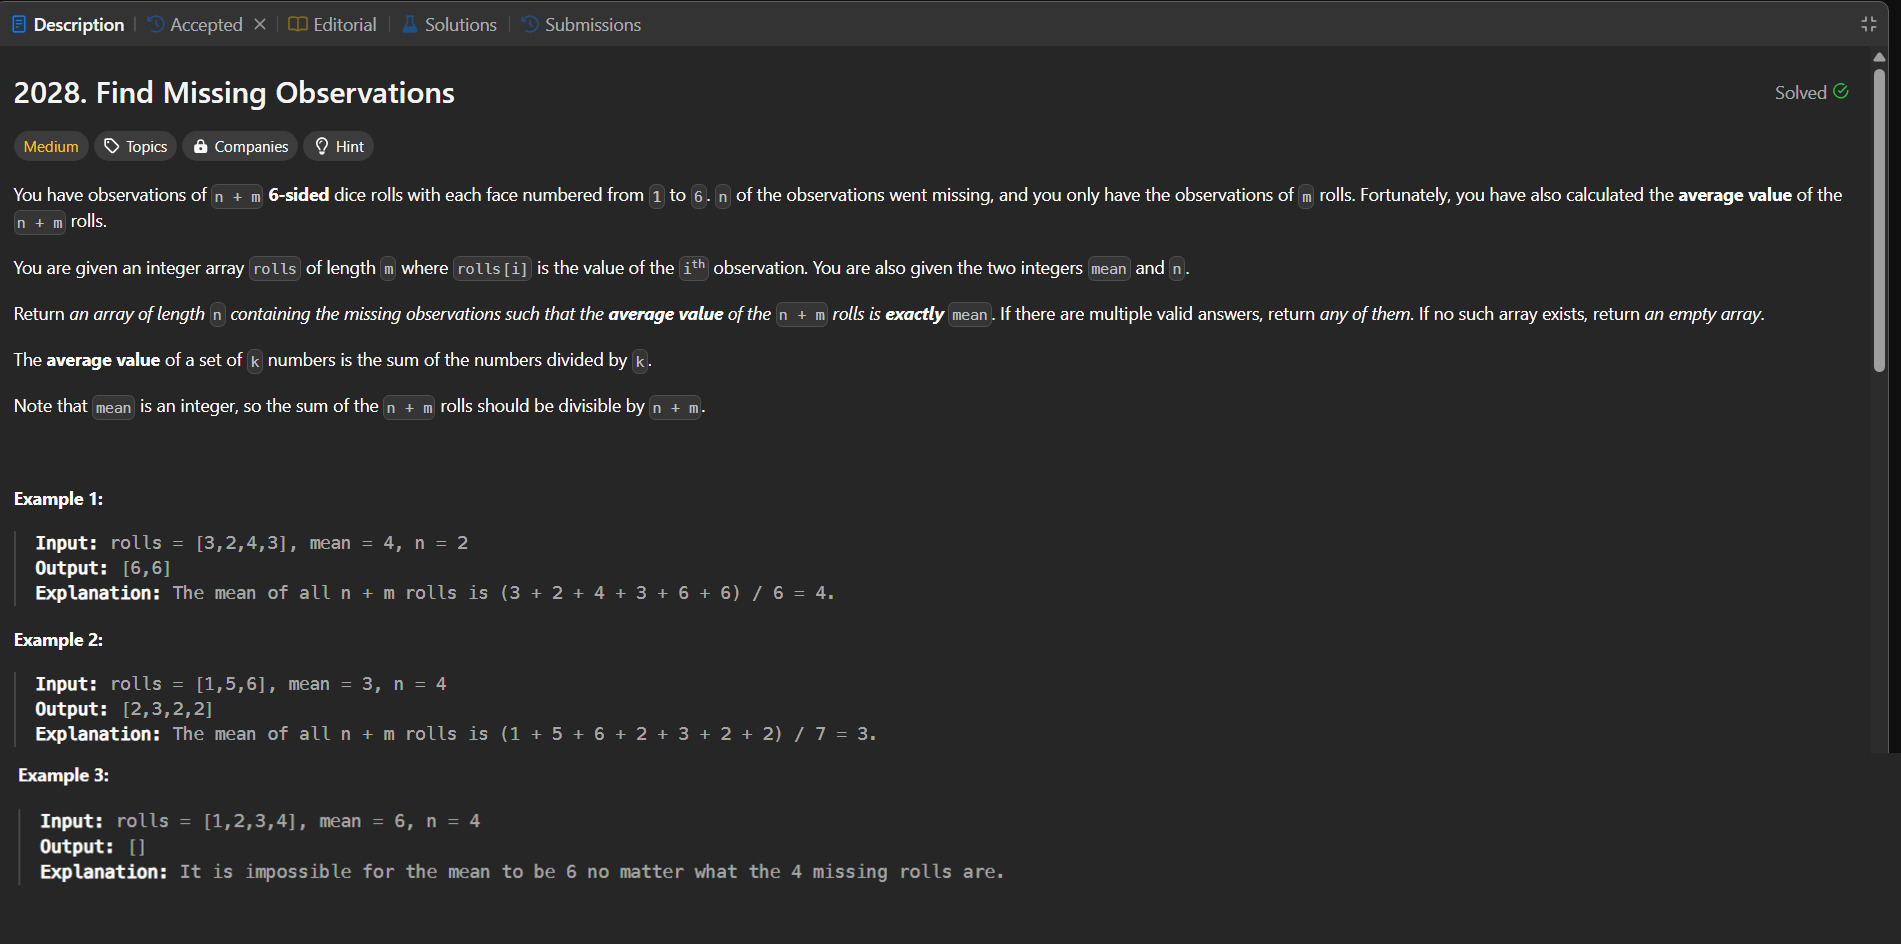 Description | Accepted × | Editorial | Solutions | Submissions
2028. Find Missing Observations
Solved
Medium Topics Companies Hint
You have observations of n + m 6-sided dice rolls with each face numbered from 1 to 6. n of the observations went missing, and you only have the observations of m rolls. Fortunately, you have also calculated the average value of the
n + m rolls.
You are given an integer array rolls of length m where rolls[i] is the value of the ith observation. You are also given the two integers mean and n.
Return an array of length n containing the missing observations such that the average value of the n + m rolls is exactly mean. If there are multiple valid answers, return any of them. If no such array exists, return an empty array.
The average value of a set of k numbers is the sum of the numbers divided by k.
Note that mean is an integer, so the sum of the n + m rolls should be divisible by n + m.
Example 1:
Input: rolls = [3,2,4,3], mean = 4, n = 2
Output: [6,6]
Explanation: The mean of all n + m rolls is (3 + 2 + 4 + 3 + 6 + 6) / 6 = 4.
Example 2:
Input: rolls = [1,5,6], mean = 3, n = 4
Output: [2,3,2,2]
Explanation: The mean of all n + m rolls is (1 + 5 + 6 + 2 + 3 + 2 + 2) / 7 = 3.
Example 3:
Input: rolls = [1,2,3,4], mean = 6, n = 4
Output: []
Explanation: It is impossible for the mean to be 6 no matter what the 4 missing rolls are.